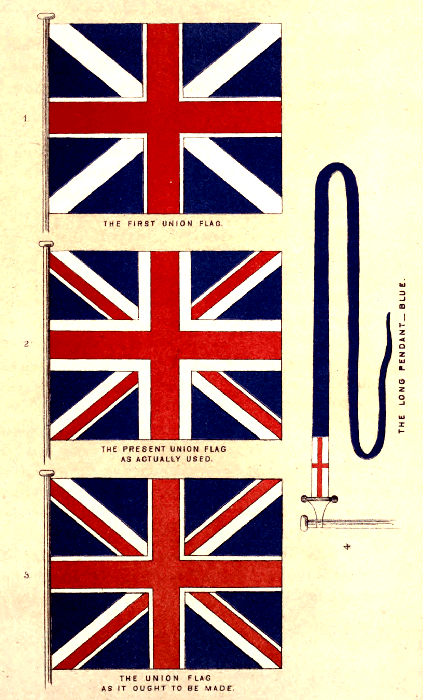 1
THE FIRST UNION FLAG.
2
THE PRESENT UNION FLAG
AS ACTUALLY USED.
3
THE UNION FLAG
AS IT OUGHT TO BE MADE.
THE LONG PENDANT_BLUE.